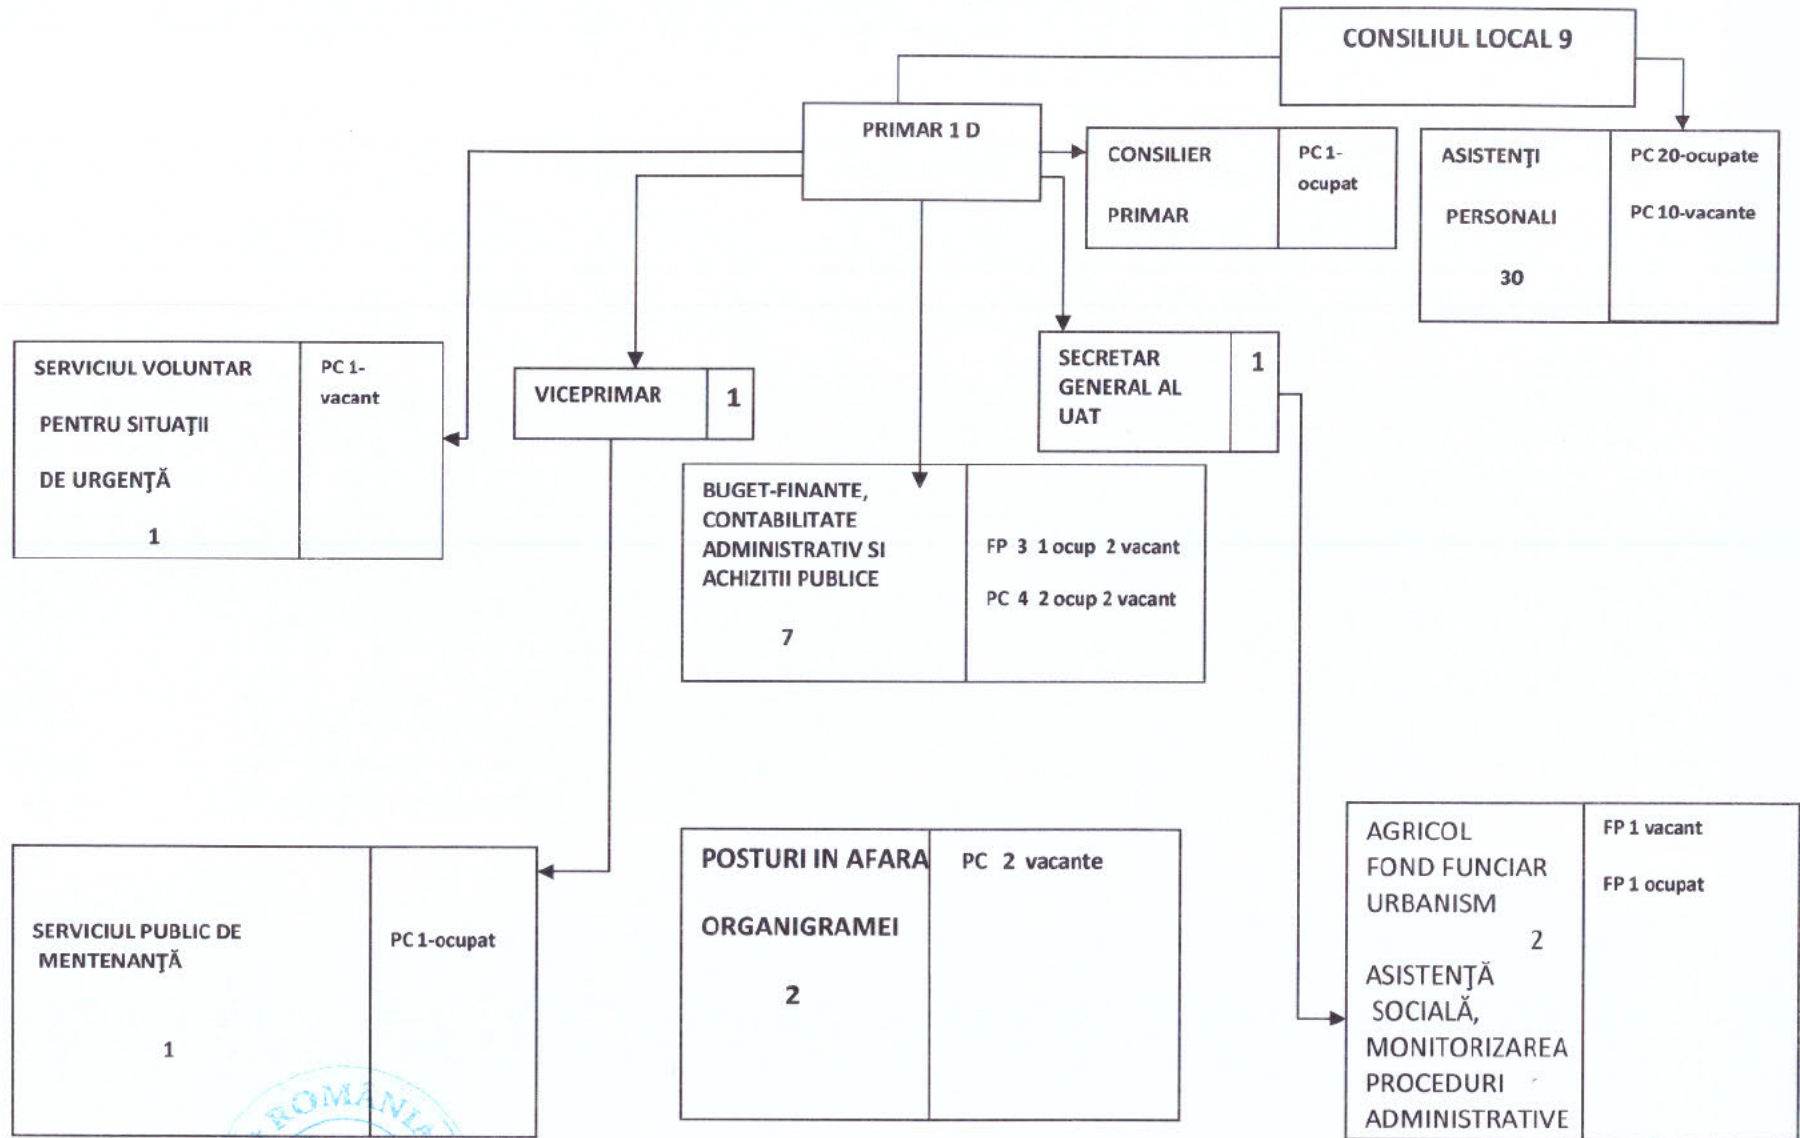 CONSILIUL LOCAL 9
PRIMAR 1 D
CONSILIER
PRIMAR
PC 1-
ocupat
ASISTENŢI
PERSONALI
30
PC 20-ocupate
PC 10-vacante
SERVICIUL VOLUNTAR
PENTRU SITUAŢII
DE URGENŢĂ
1
PC 1-
vacant
VICEPRIMAR
1
SECRETAR
GENERAL AL
UAT
1
BUGET-FINANTE,
CONTABILITATE
ADMINISTRATIV SI
ACHIZITII PUBLICE
7
FP 3 1 ocup 2 vacant
PC 4 2 ocup 2 vacant
SERVICIUL PUBLIC DE
MENTENANŢĂ
1
PC 1-ocupat
POSTURI IN AFARA
ORGANIGRAMEI
2
PC 2 vacante
AGRICOL
FOND FUNCIAR
URBANISM
2
ASISTENŢĂ
SOCIALĂ,
MONITORIZAREA
PROCEDURI
ADMINISTRATIVE
FP 1 vacant
FP 1 ocupat
ROMÂNIA